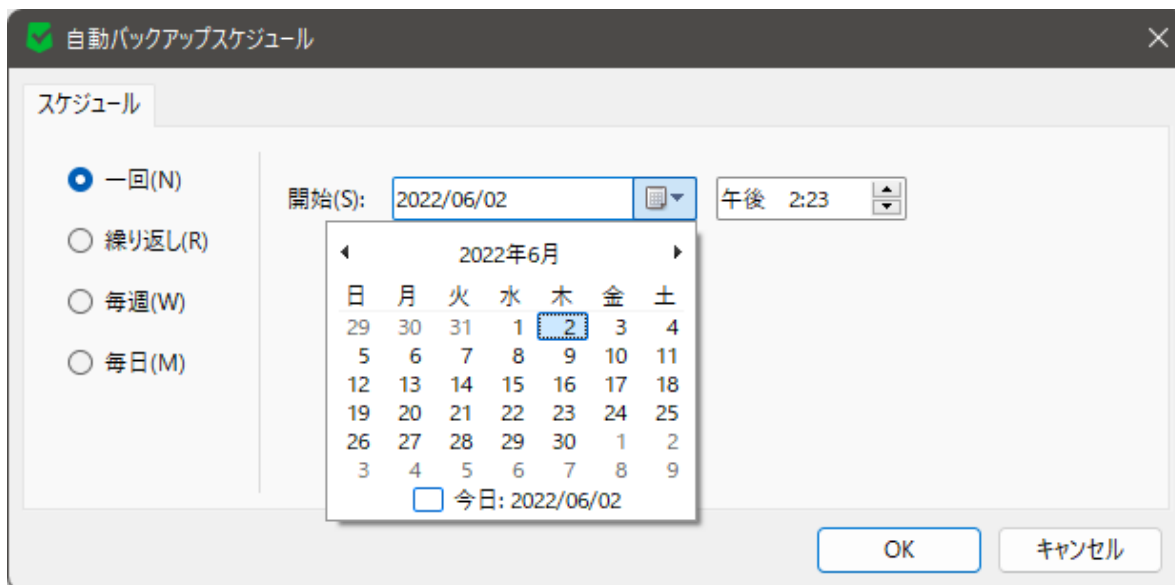 自動バックアップスケジュール
スケジュール
一回(N)
開始(S): 2022/06/02 午後 2:23
繰り返し(R)
毎週(W)
毎日(M)
2022年6月
日 月 火 水 木 金 土
29 30 31 1 2 3 4
5 6 7 8 9 10 11
12 13 14 15 16 17 18
19 20 21 22 23 24 25
26 27 28 29 30 1 2
3 4 5 6 7 8 9
今日: 2022/06/02
OK キャンセル